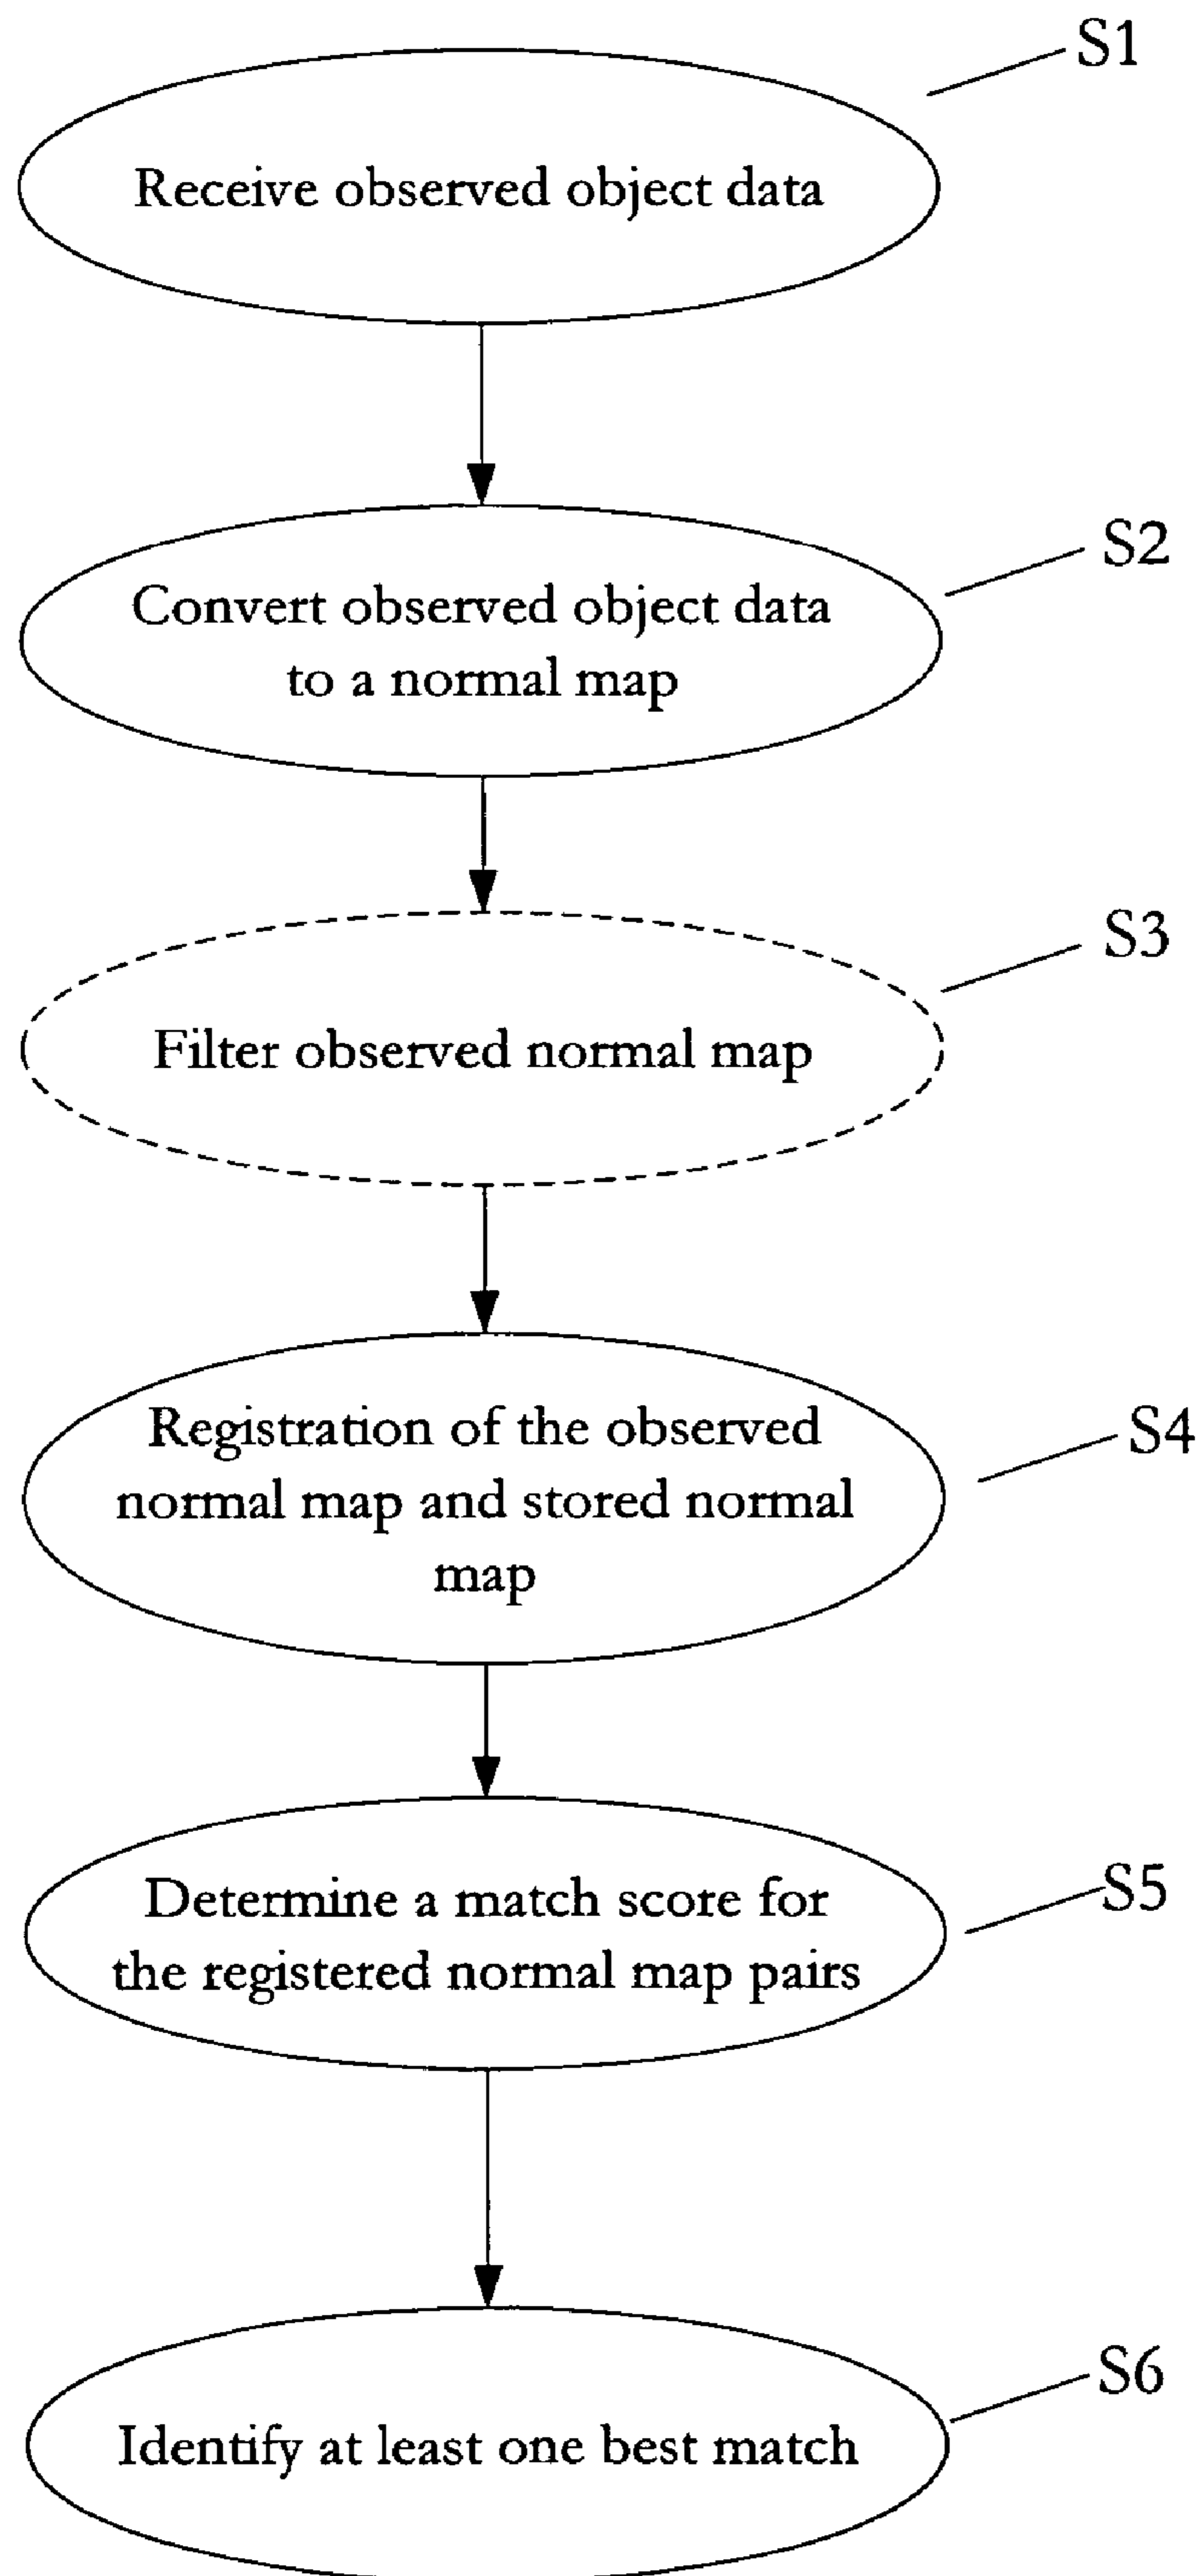 S1
Receive observed object data
S2
Convert observed object data
to a normal map
S3
Filter observed normal map
S4
Registration of the observed
normal map and stored normal
map
S5
Determine a match score for
the registered normal map pairs
S6
Identify at least one best match